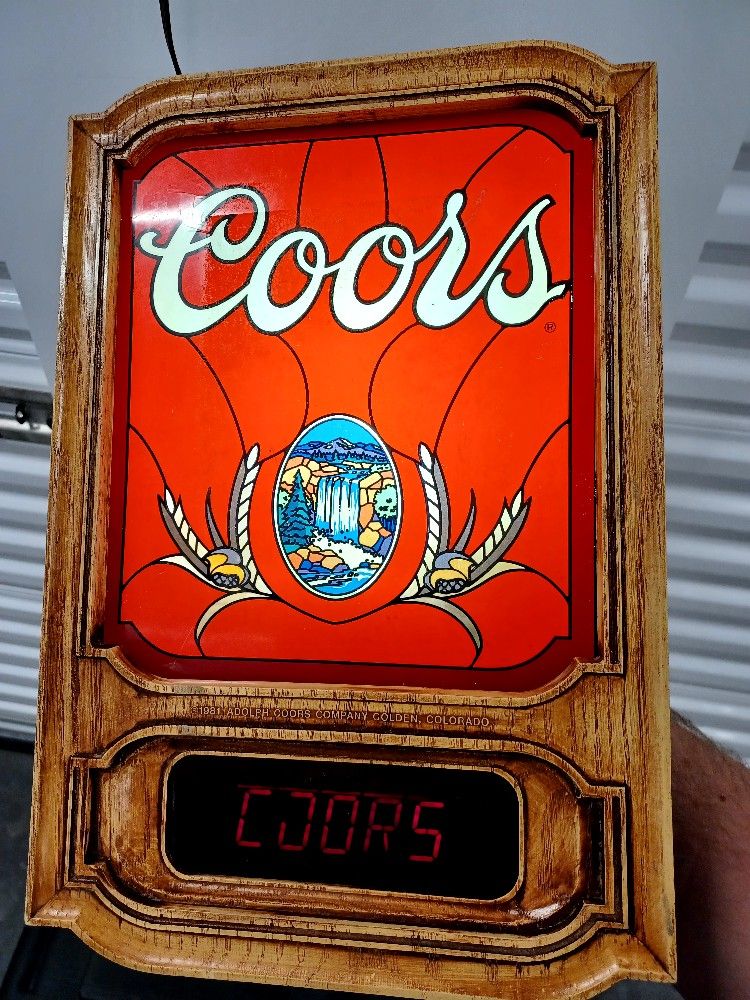 Coors
®
©1981 ADOLPH COORS COMPANY GOLDEN, COLORADO
CJORS